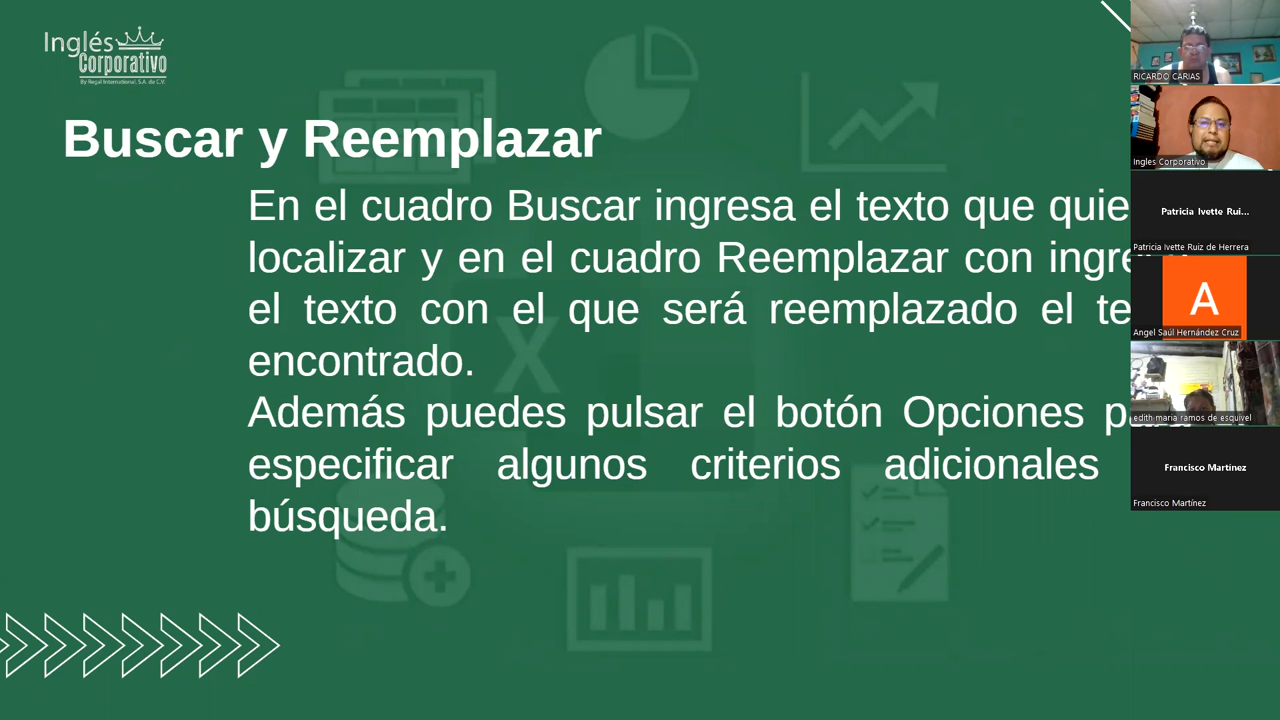 Inglés
Corporativo
By Regal International, S.A. de C.V.
Buscar y Reemplazar
En el cuadro Buscar ingresa el texto que quie
localizar y en el cuadro Reemplazar con ingre
el texto con el que será reemplazado el te
encontrado.
Además puedes pulsar el botón Opciones
especificar algunos criterios adicionales
búsqueda.
RICARDO CARIAS
Ingles Corporativo
Patricia Ivette Rui...
Patricia Ivette Ruiz de Herrera
A
Angel Saúl Hernández Cruz
edith maria ramos de esquivel
Francisco Martínez
Francisco Martínez